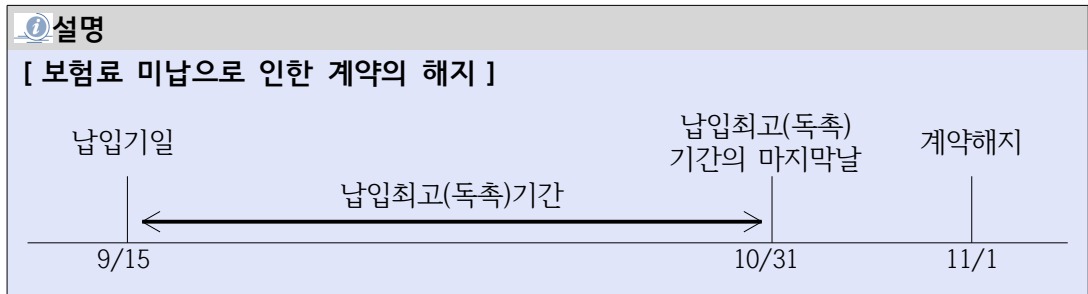 설명
[ 보험료 미납으로 인한 계약의 해지 ]
납입기일
납입최고(독촉)
기간의 마지막날
계약해지
납입최고(독촉)기간
9/15
10/31
11/1